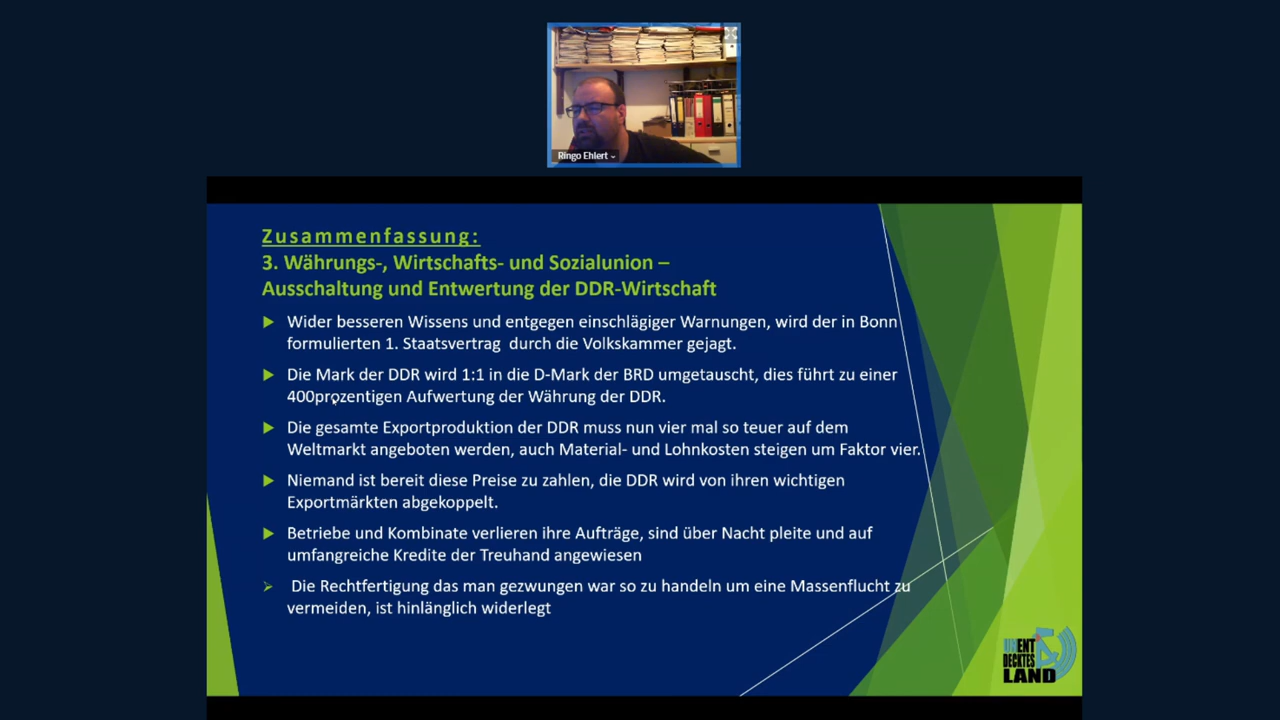 Ringo Ehlert
Zusammenfassung:
3. Währungs-, Wirtschafts- und Sozialunion –
Ausschaltung und Entwertung der DDR-Wirtschaft
Wider besseren Wissens und entgegen einschlägiger Warnungen, wird der in Bonn
formulierten 1. Staatsvertrag durch die Volkskammer gejagt.
Die Mark der DDR wird 1:1 in die D-Mark der BRD umgetauscht, dies führt zu einer
400prozentigen Aufwertung der Währung der DDR.
Die gesamte Exportproduktion der DDR muss nun vier mal so teuer auf dem
Weltmarkt angeboten werden, auch Material- und Lohnkosten steigen um Faktor vier.
Niemand ist bereit diese Preise zu zahlen, die DDR wird von ihren wichtigen
Exportmärkten abgekoppelt.
Betriebe und Kombinate verlieren ihre Aufträge, sind über Nacht pleite und auf
umfangreiche Kredite der Treuhand angewiesen
Die Rechtfertigung das man gezwungen war so zu handeln um eine Massenflucht zu
vermeiden, ist hinlänglich widerlegt
UNENT
DECKTES
LAND